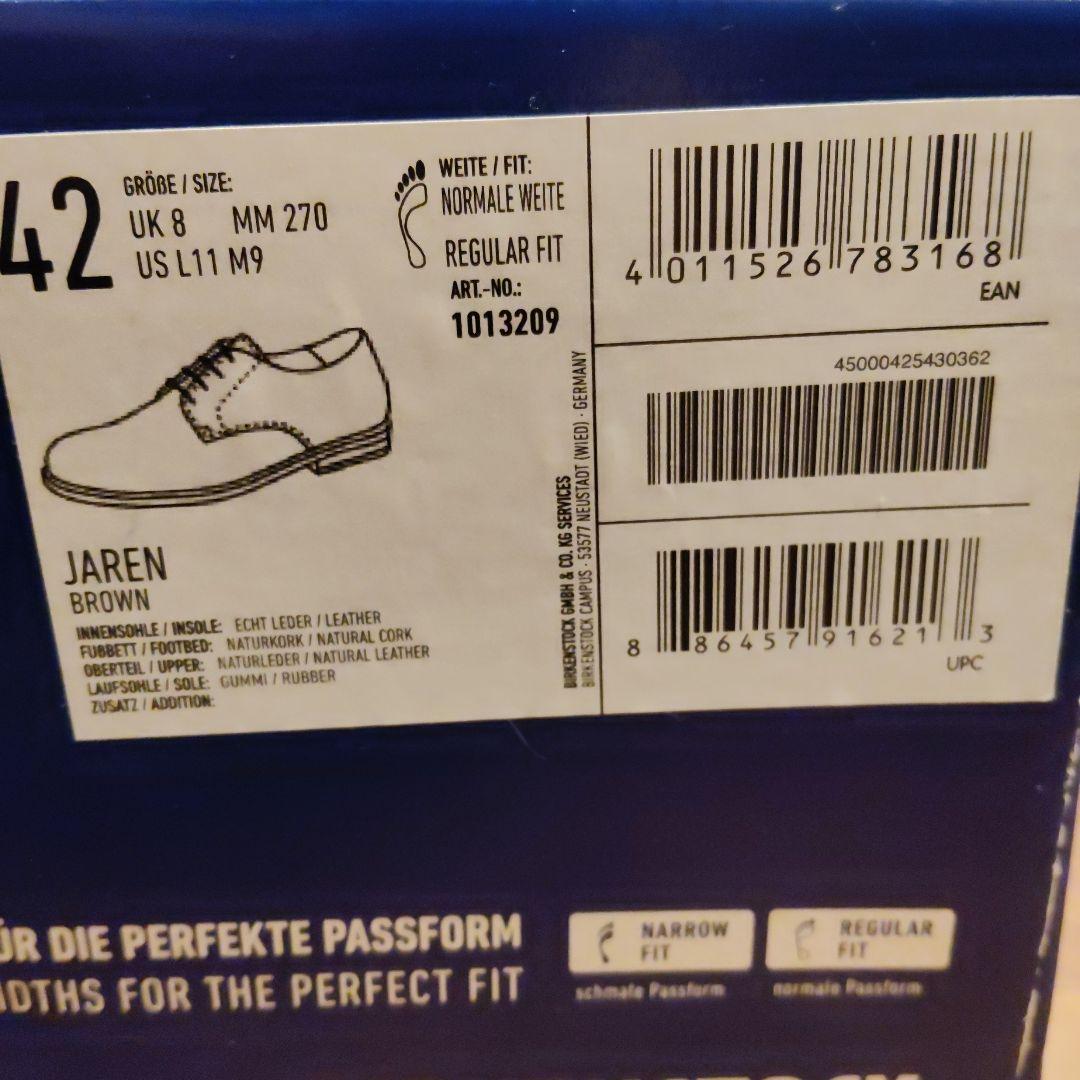 42
GRÖßE / SIZE:
UK 8 MM 270
US L11 M9
WEITE / FIT:
NORMALE WEITE
REGULAR FIT
ART.-NO.:
1013209
JAREN
BROWN
INNENSOHLE / INSOLE: ECHT LEDER / LEATHER
FUßBETT / FOOTBED: NATURKORK / NATURAL CORK
OBERTEIL / UPPER: NATURLEDER / NATURAL LEATHER
LAUFSOHLE / SOLE: GUMMI / RUBBER
ZUSATZ / ADDITION:
BIRKENSTOCK GMBH & CO. KG SERVICES
BIRKENSTOCK CAMPUS · 53577 NEUSTADT (WIED) · GERMANY
4 011526 783168
EAN
45000425430362
8 86457 91621 3
UPC
ÜR DIE PERFEKTE PASSFORM
IDTHS FOR THE PERFECT FIT
NARROW
FIT
schmale Passform
REGULAR
FIT
normale Passform